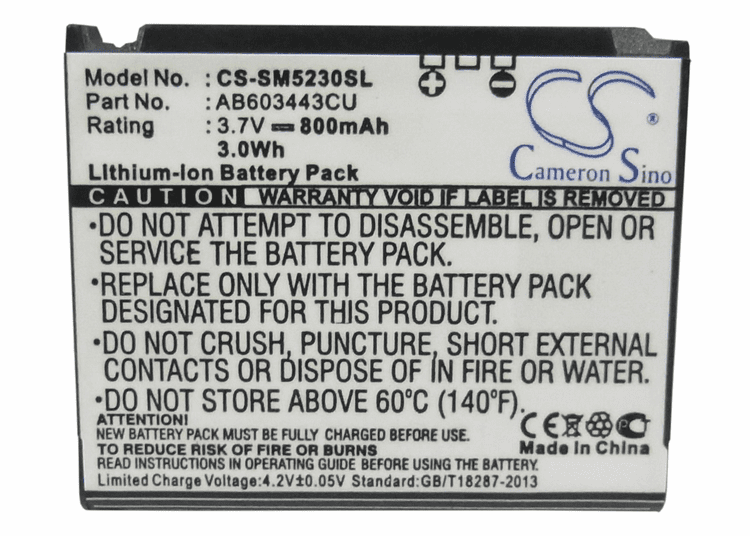 Model No. : CS-SM5230SL
Part No. : AB603443CU
Rating : 3.7V ⎓ 800mAh
3.0Wh
Lithium-Ion Battery Pack
CS
®
Cameron Sino
CAUTION WARRANTY VOID IF LABEL IS REMOVED
•DO NOT ATTEMPT TO DISASSEMBLE, OPEN OR
SERVICE THE BATTERY PACK.
•REPLACE ONLY WITH THE BATTERY PACK
DESIGNATED FOR THIS PRODUCT.
•DO NOT CRUSH, PUNCTURE, SHORT EXTERNAL
CONTACTS OR DISPOSE OF IN FIRE OR WATER.
•DO NOT STORE ABOVE 60°C (140°F).
ATTENTION!
NEW BATTERY PACK MUST BE FULLY CHARGED BEFORE USE
TO REDUCE RISK OF FIRE OR BURNS
READ INSTRUCTIONS ENCLOSED WITH BATTERY BEFORE CHARGING
Limited Charge Voltage:4.2V±0.05V Standard:GB/T18287-2013
CE
Made In China